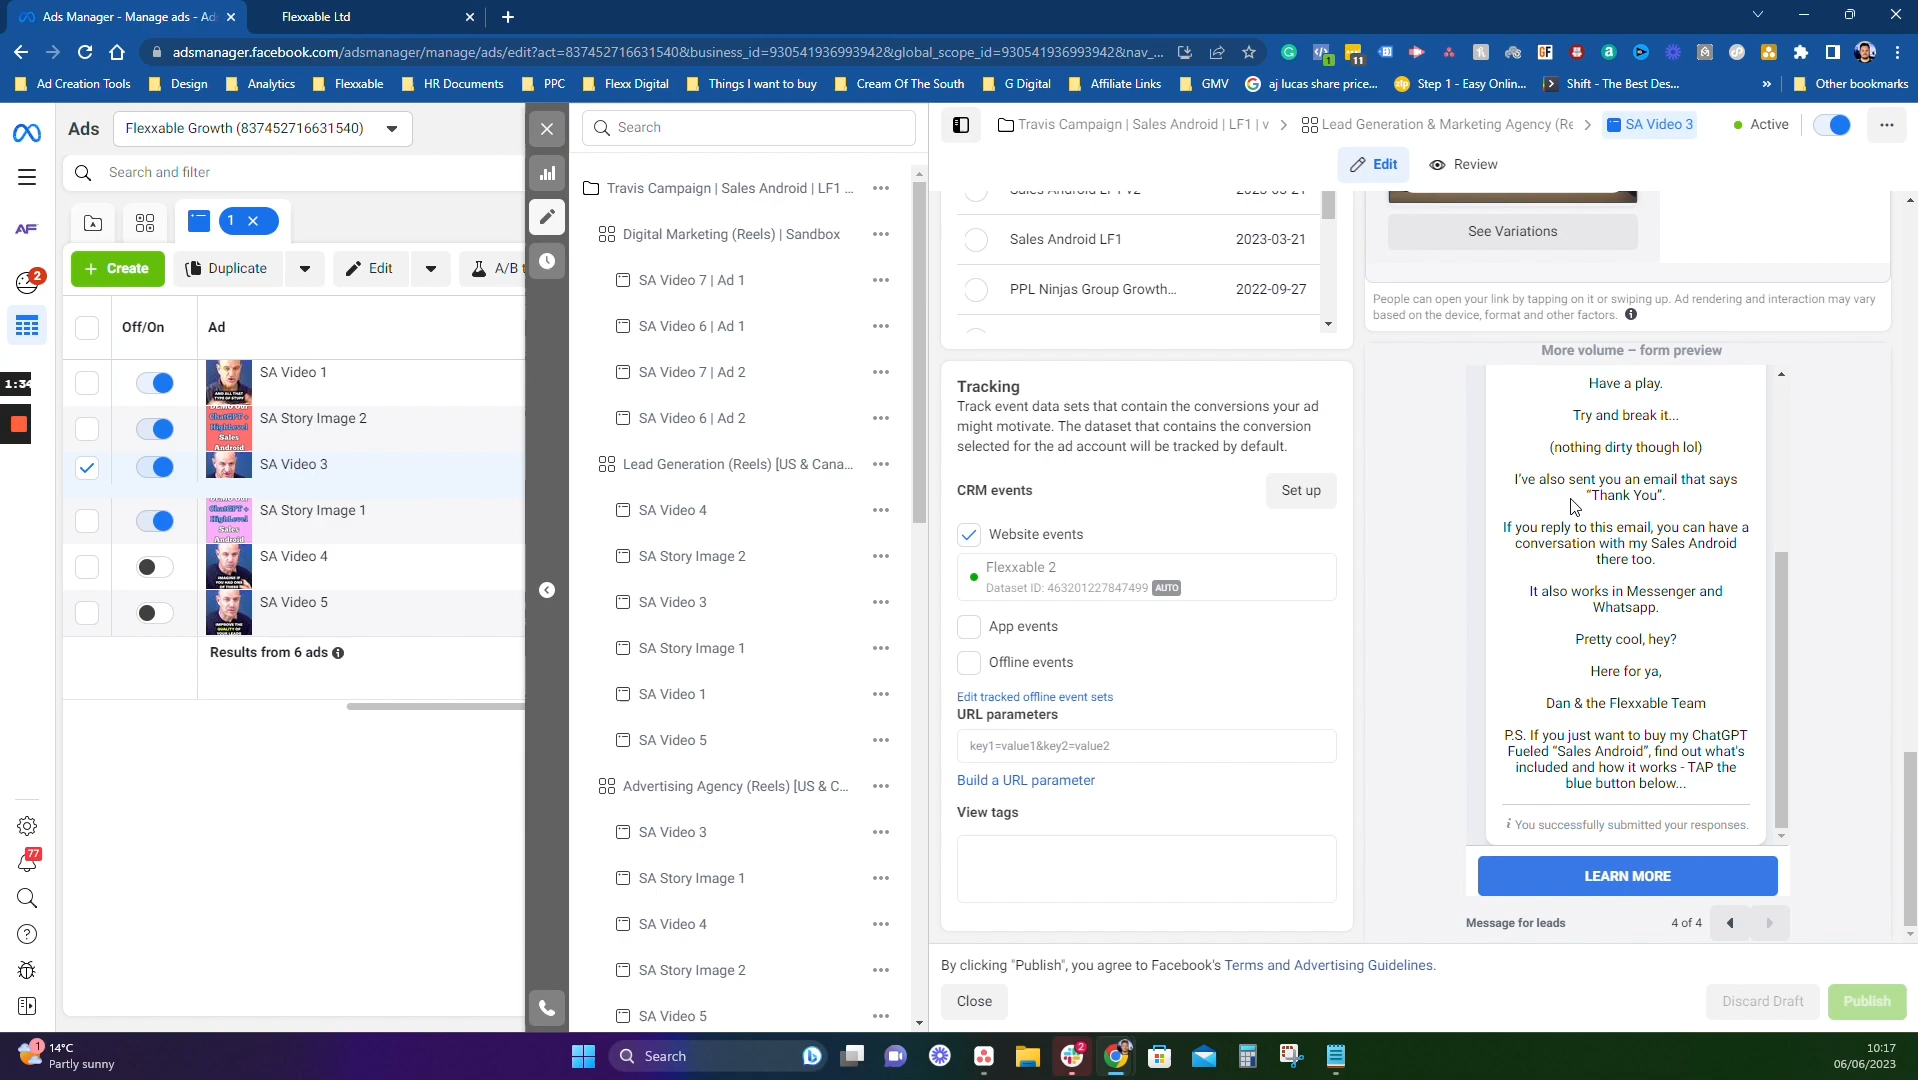 Ads Manager - Manage ads - Ad
Flexxable Ltd
adsmanager.facebook.com/adsmanager/manage/ads/edit?act=837452716631540&business_id=930541936993942&global_scope_id=930541936993942&nav_...
Ad Creation Tools
Design
Analytics
Flexxable
HR Documents
PPC
Flexx Digital
Things I want to buy
Cream Of The South
G Digital
Affiliate Links
GMV
aj lucas share price...
Step 1 - Easy Onlin...
Shift - The Best Des...
»
Other bookmarks
Ads
Flexxable Growth (837452716631540)
Search and filter
1
Create
Duplicate
Edit
A/B t
Off/On
Ad
SA Video 1
SA Story Image 2
SA Video 3
SA Story Image 1
SA Video 4
SA Video 5
Results from 6 ads
AF
2
1:34
77
Search
Travis Campaign | Sales Android | LF1 ...
Digital Marketing (Reels) | Sandbox
SA Video 7 | Ad 1
SA Video 6 | Ad 1
SA Video 7 | Ad 2
SA Video 6 | Ad 2
Lead Generation (Reels) [US & Cana...
SA Video 4
SA Story Image 2
SA Video 3
SA Story Image 1
SA Video 1
SA Video 5
Advertising Agency (Reels) [US & C...
SA Video 3
SA Story Image 1
SA Video 4
SA Story Image 2
SA Video 5
Travis Campaign | Sales Android | LF1 | v
Lead Generation & Marketing Agency (Re
SA Video 3
Active
Edit
Review
Sales Android LF1 V2
2023-03-21
Sales Android LF1
2023-03-21
PPL Ninjas Group Growth...
2022-09-27
Tracking
Track event data sets that contain the conversions your ad
might motivate. The dataset that contains the conversion
selected for the ad account will be tracked by default.
CRM events
Set up
Website events
Flexxable 2
Dataset ID: 463201227847499 AUTO
App events
Offline events
Edit tracked offline event sets
URL parameters
key1=value1&key2=value2
Build a URL parameter
View tags
See Variations
People can open your link by tapping on it or swiping up. Ad rendering and interaction may vary
based on the device, format and other factors.
More volume – form preview
Have a play.
Try and break it...
(nothing dirty though lol)
I've also sent you an email that says
“Thank You”.
If you reply to this email, you can have a
conversation with my Sales Android
there too.
It also works in Messenger and
Whatsapp.
Pretty cool, hey?
Here for ya,
Dan & the Flexxable Team
P.S. If you just want to buy my ChatGPT
Fueled “Sales Android”, find out what's
included and how it works - TAP the
blue button below...
You successfully submitted your responses.
LEARN MORE
Message for leads
4 of 4
By clicking "Publish", you agree to Facebook's Terms and Advertising Guidelines.
Close
Discard Draft
Publish
14°C
Partly sunny
Search
10:17
06/06/2023